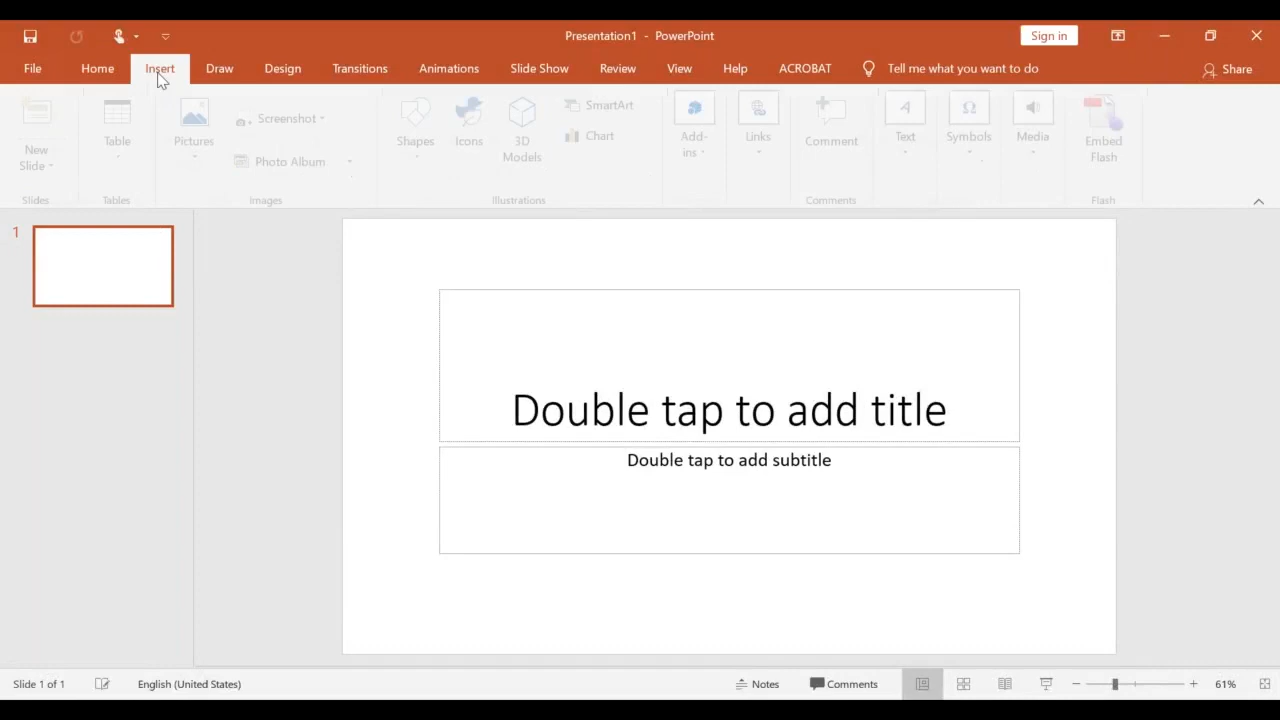 Presentation1 - PowerPoint
Sign in
File Home Insert Draw Design Transitions Animations Slide Show Review View Help ACROBAT Tell me what you want to do Share
New Slide
Table
Pictures
Screenshot
Photo Album
Shapes
Icons
3D Models
SmartArt
Chart
Add-ins
Links
Comment
Text
Symbols
Media
Embed Flash
Slides Tables Images Illustrations Comments Flash
1
Double tap to add title
Double tap to add subtitle
Slide 1 of 1 English (United States) Notes Comments 61%